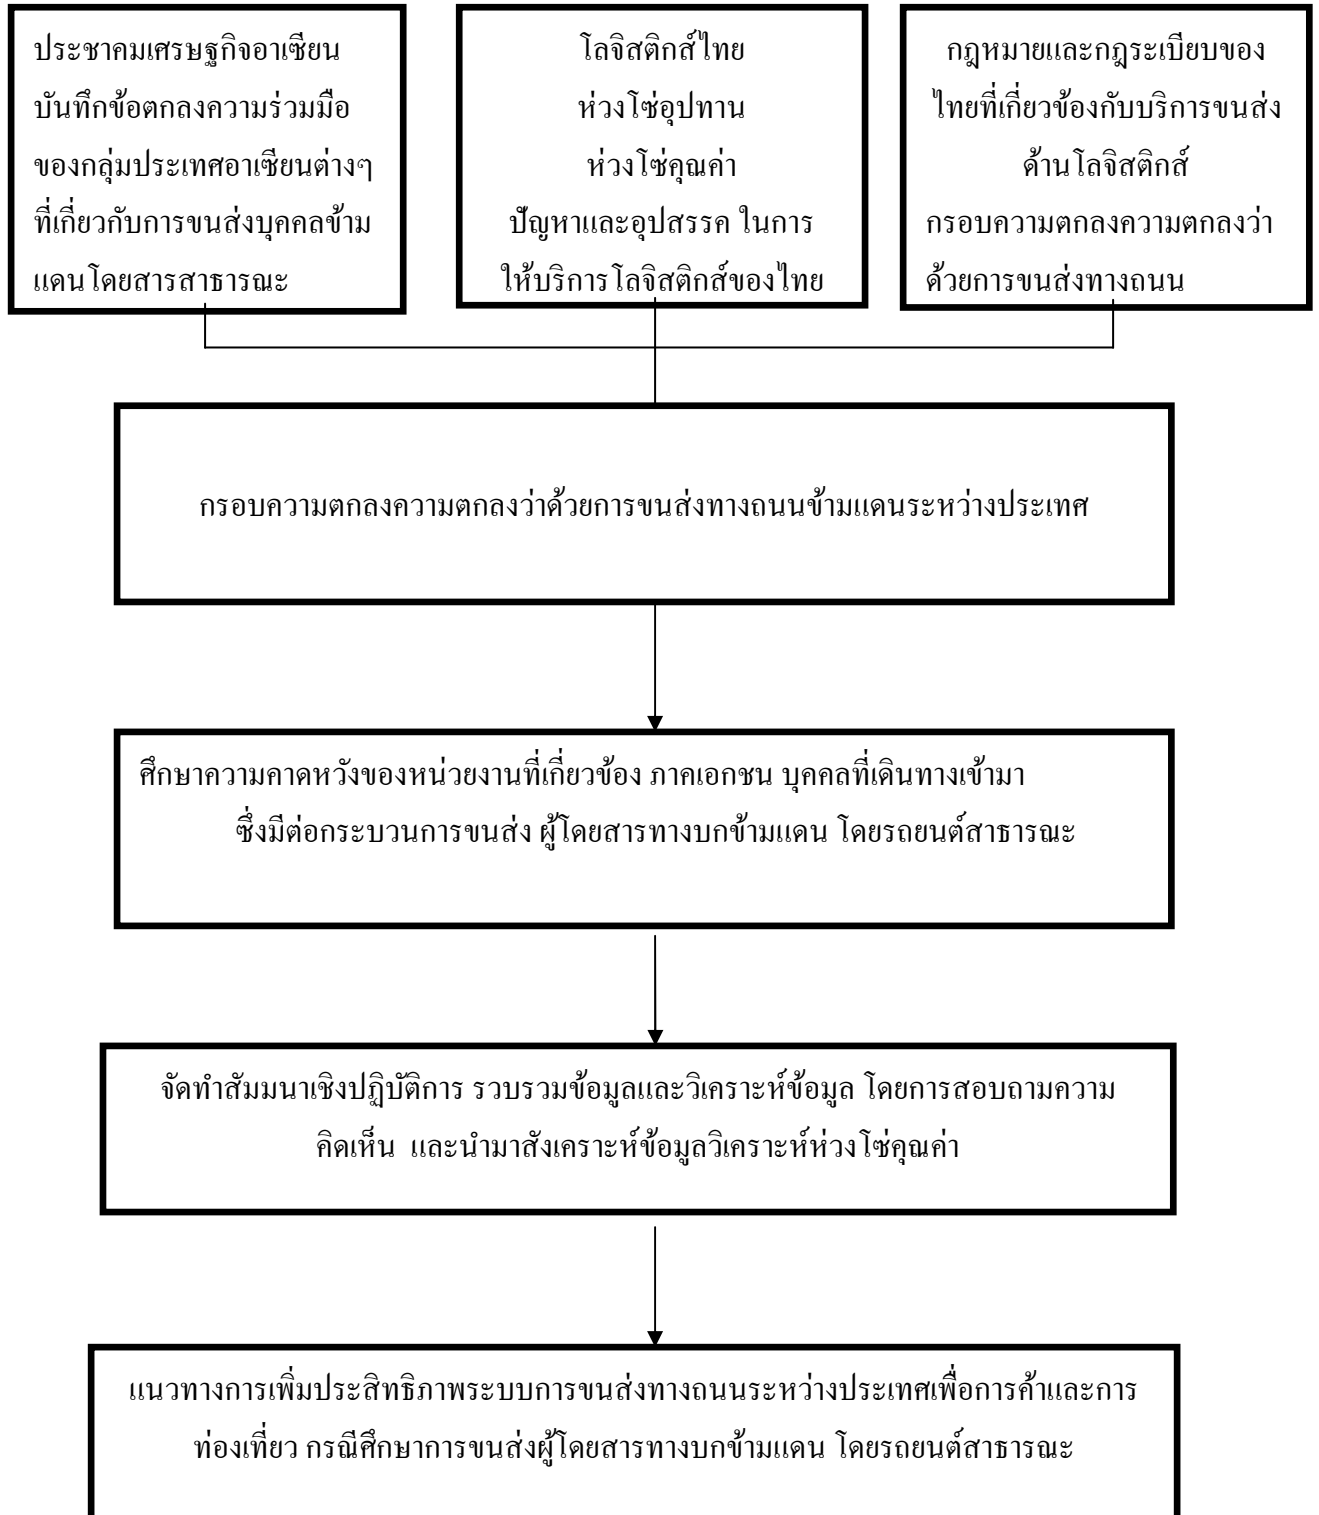 ประชาคมเศรษฐกิจอาเซียน
บันทึกข้อตกลงความร่วมมือ
ของกลุ่มประเทศอาเซียนต่างๆ
ที่เกี่ยวกับการขนส่งบุคคลข้าม
แดนโดยสารสาธารณะ
โลจิสติกส์ไทย
ห่วงโซ่อุปทาน
ห่วงโซ่คุณค่า
ปัญหาและอุปสรรค ในการ
ให้บริการโลจิสติกส์ของไทย
กฎหมายและกฎระเบียบของ
ไทยที่เกี่ยวข้องกับบริการขนส่ง
ด้านโลจิสติกส์
กรอบความตกลงความตกลงว่า
ด้วยการขนส่งทางถนน
กรอบความตกลงความตกลงว่าด้วยการขนส่งทางถนนข้ามแดนระหว่างประเทศ
ศึกษาความคาดหวังของหน่วยงานที่เกี่ยวข้อง ภาคเอกชน บุคคลที่เดินทางเข้ามา
ซึ่งมีต่อกระบวนการขนส่ง ผู้โดยสารทางบกข้ามแดน โดยรถยนต์สาธารณะ
จัดทำสัมมนาเชิงปฏิบัติการ รวบรวมข้อมูลและวิเคราะห์ข้อมูล โดยการสอบถามความ
คิดเห็น และนำมาสังเคราะห์ข้อมูลวิเคราะห์ห่วงโซ่คุณค่า
แนวทางการเพิ่มประสิทธิภาพระบบการขนส่งทางถนนระหว่างประเทศเพื่อการค้าและการ
ท่องเที่ยว กรณีศึกษาการขนส่งผู้โดยสารทางบกข้ามแดน โดยรถยนต์สาธารณะ